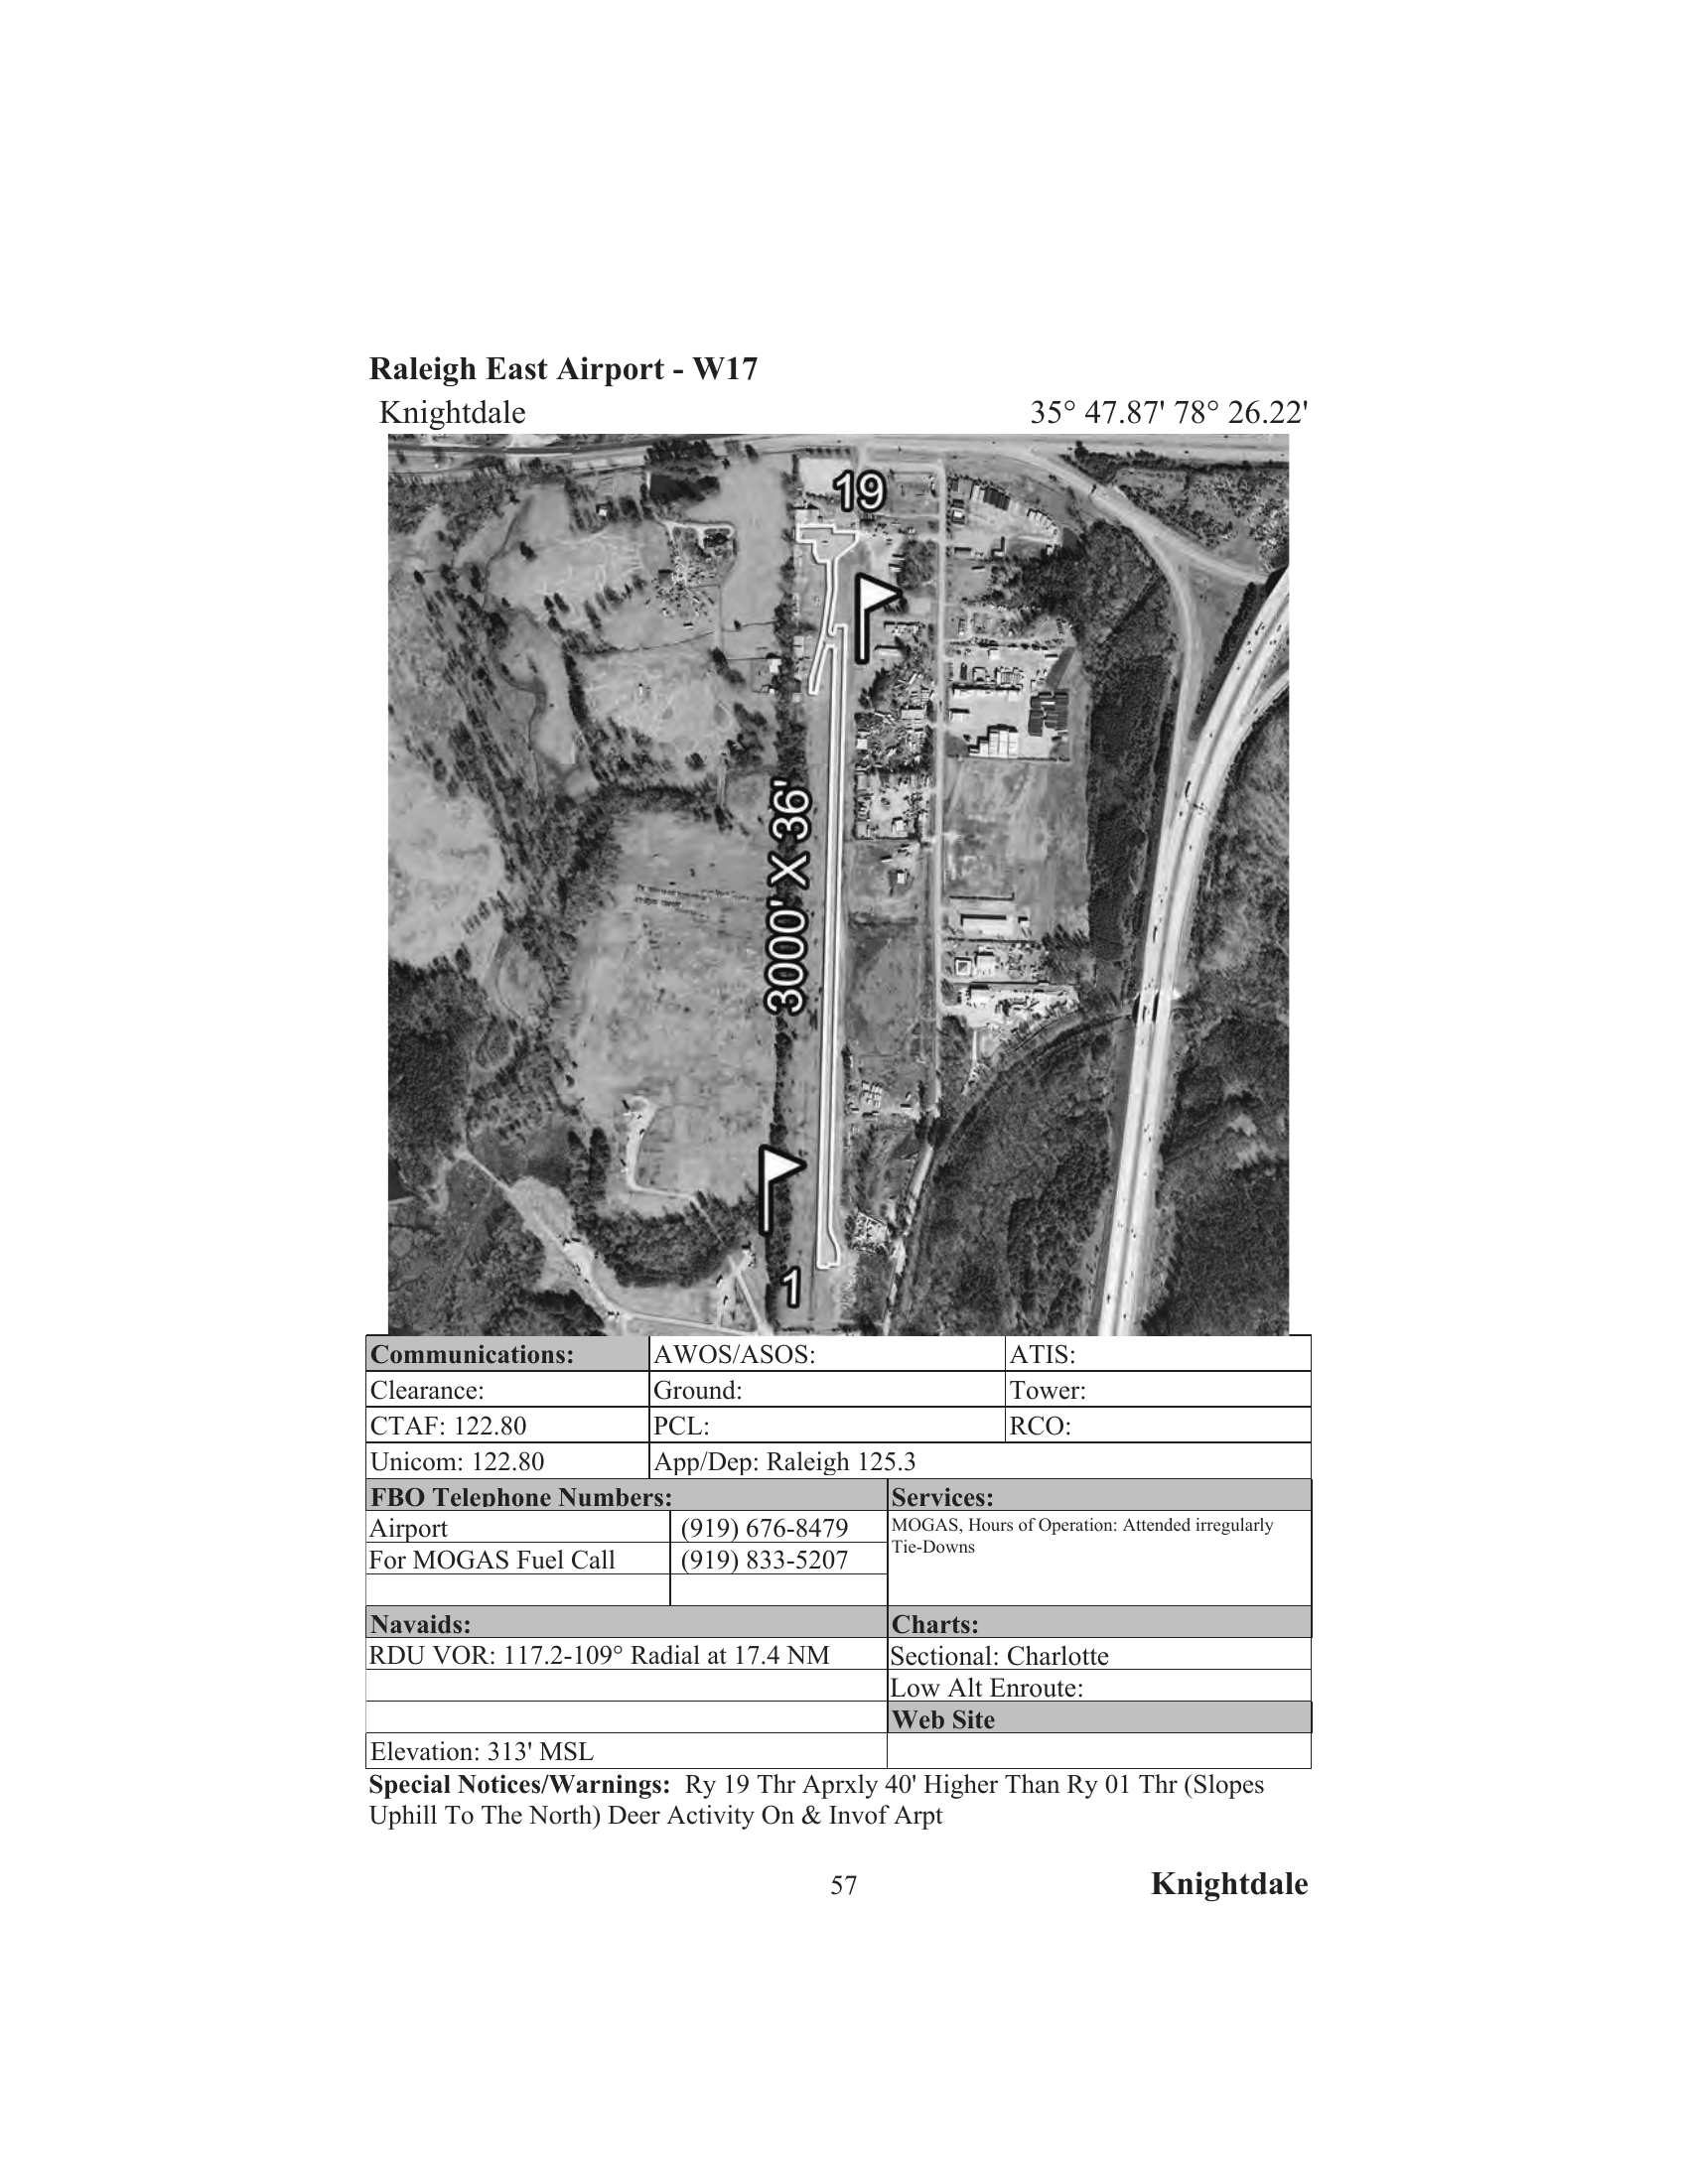 Raleigh East Airport - W17
Knightdale 35° 47.87' 78° 26.22'
19
3000' X 36'
1
Communications: AWOS/ASOS: ATIS:
Clearance: Ground: Tower:
CTAF: 122.80 PCL: RCO:
Unicom: 122.80 App/Dep: Raleigh 125.3
FBO Telephone Numbers: Services:
Airport (919) 676-8479 MOGAS, Hours of Operation: Attended irregularly
Tie-Downs
For MOGAS Fuel Call (919) 833-5207
Navaids: Charts:
RDU VOR: 117.2-109° Radial at 17.4 NM Sectional: Charlotte
Low Alt Enroute:
Web Site
Elevation: 313' MSL
Special Notices/Warnings: Ry 19 Thr Aprxly 40' Higher Than Ry 01 Thr (Slopes
Uphill To The North) Deer Activity On & Invof Arpt
57 Knightdale